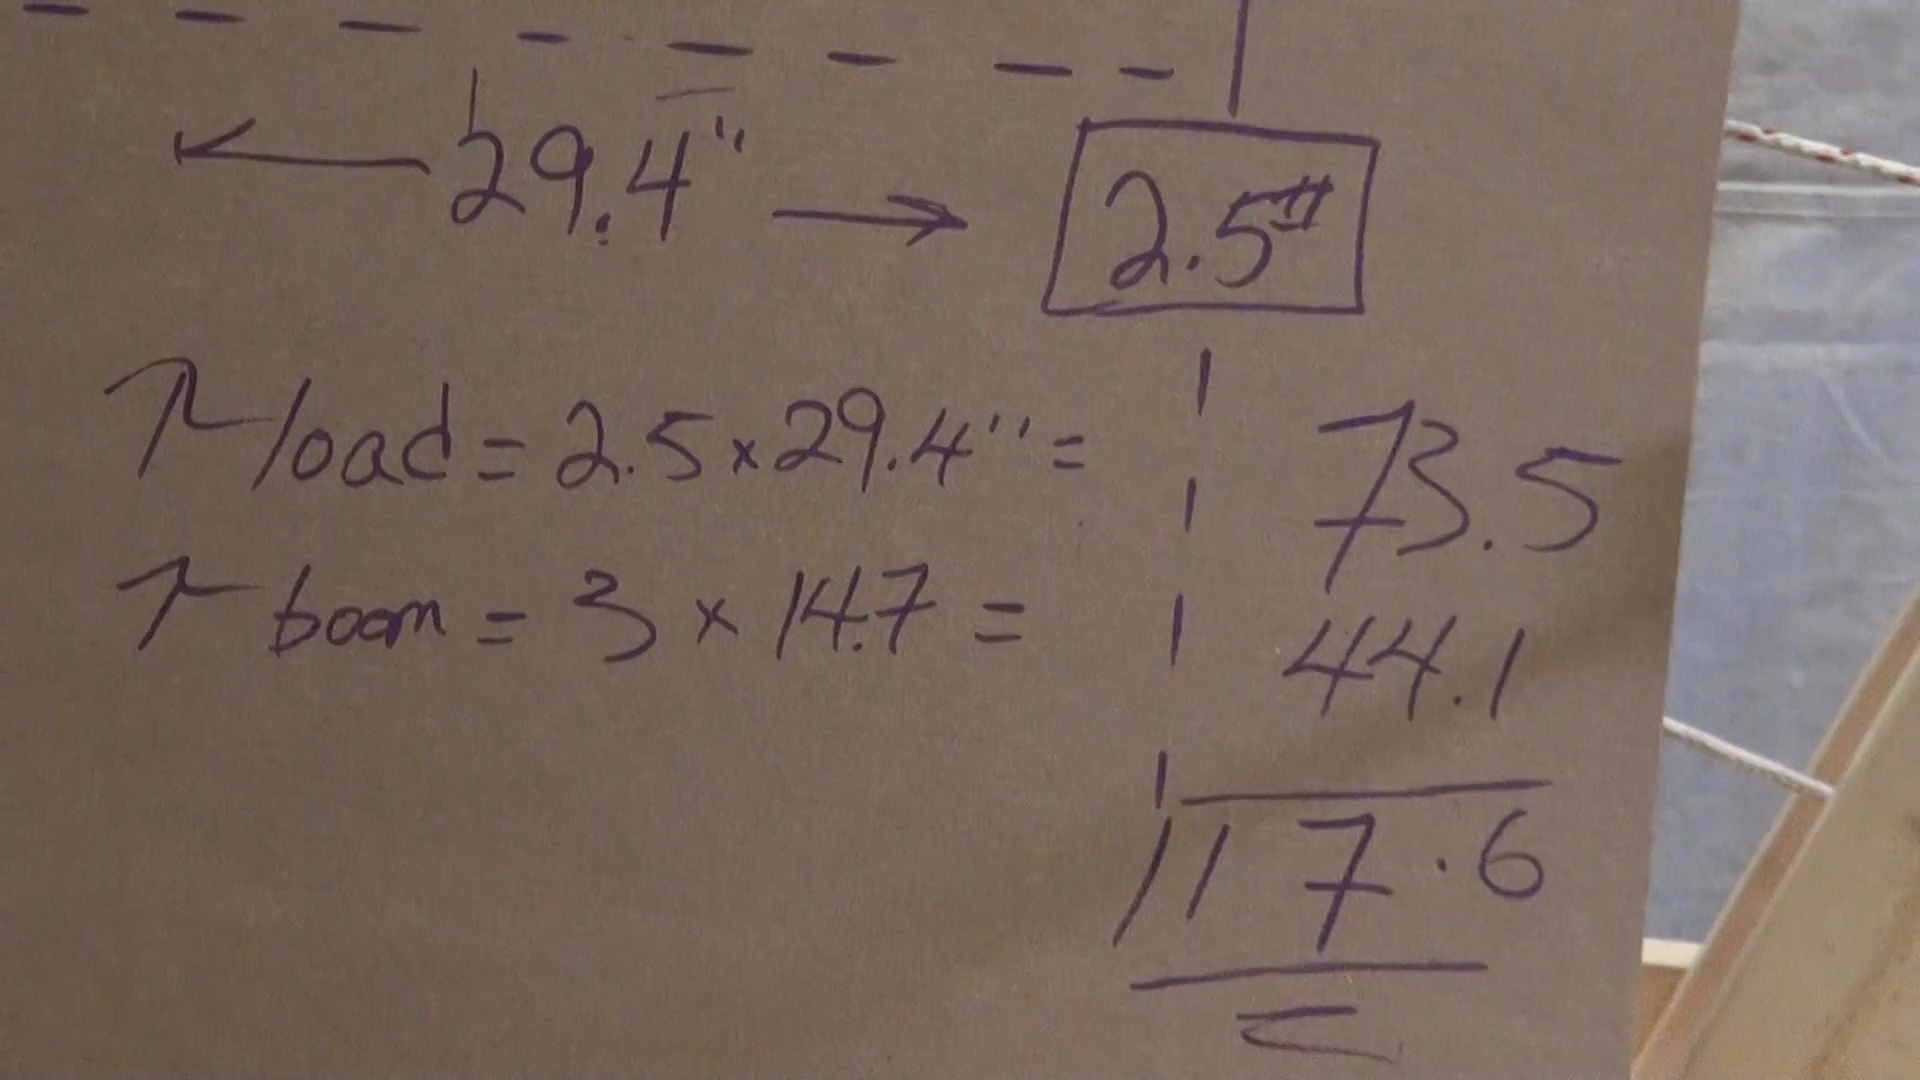 29.4"
2.5#
τ load = 2.5 x 29.4" = 73.5
τ boom = 3 x 14.7 = 44.1
117.6